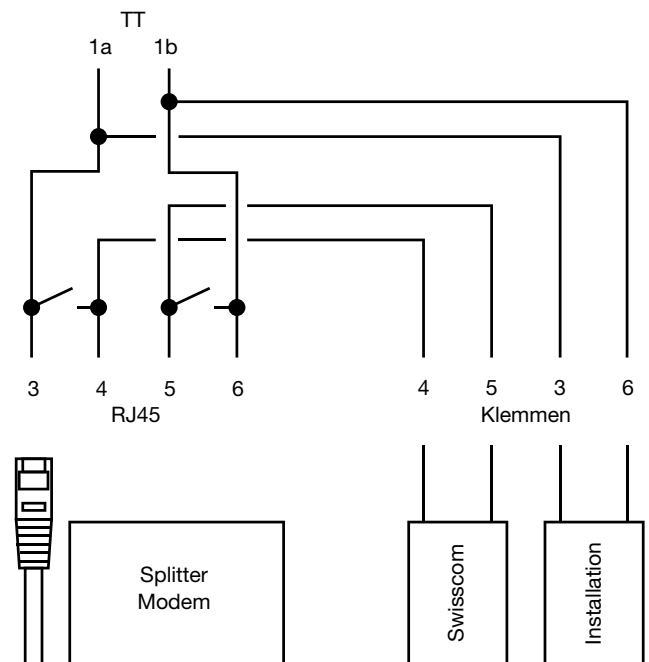 TT
1a 1b
3 4 5 6
RJ45
4 5 3 6
Klemmen
Splitter
Modem
Swisscom
Installation